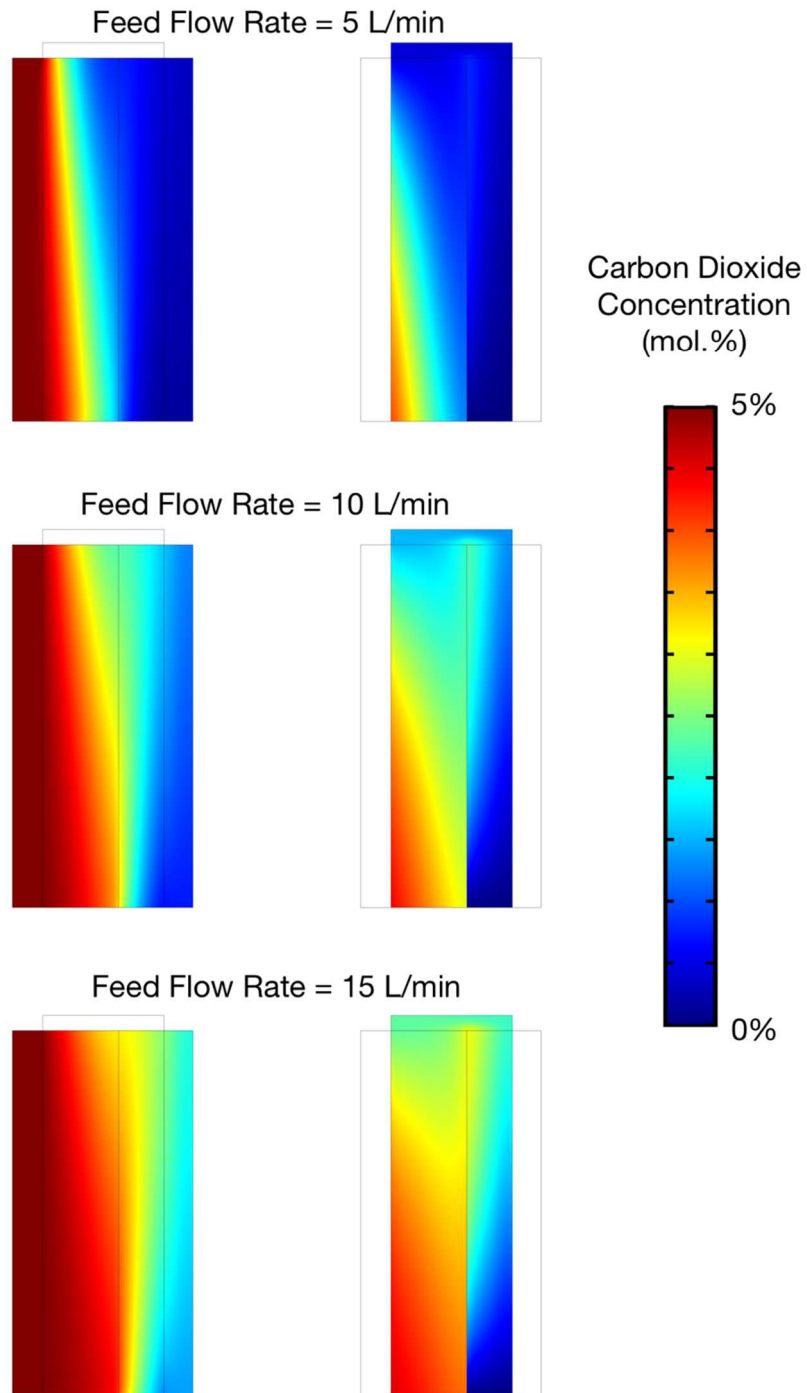 Feed Flow Rate = 5 L/min
Carbon Dioxide
Concentration
(mol.%)
5%
Feed Flow Rate = 10 L/min
Feed Flow Rate = 15 L/min
0%